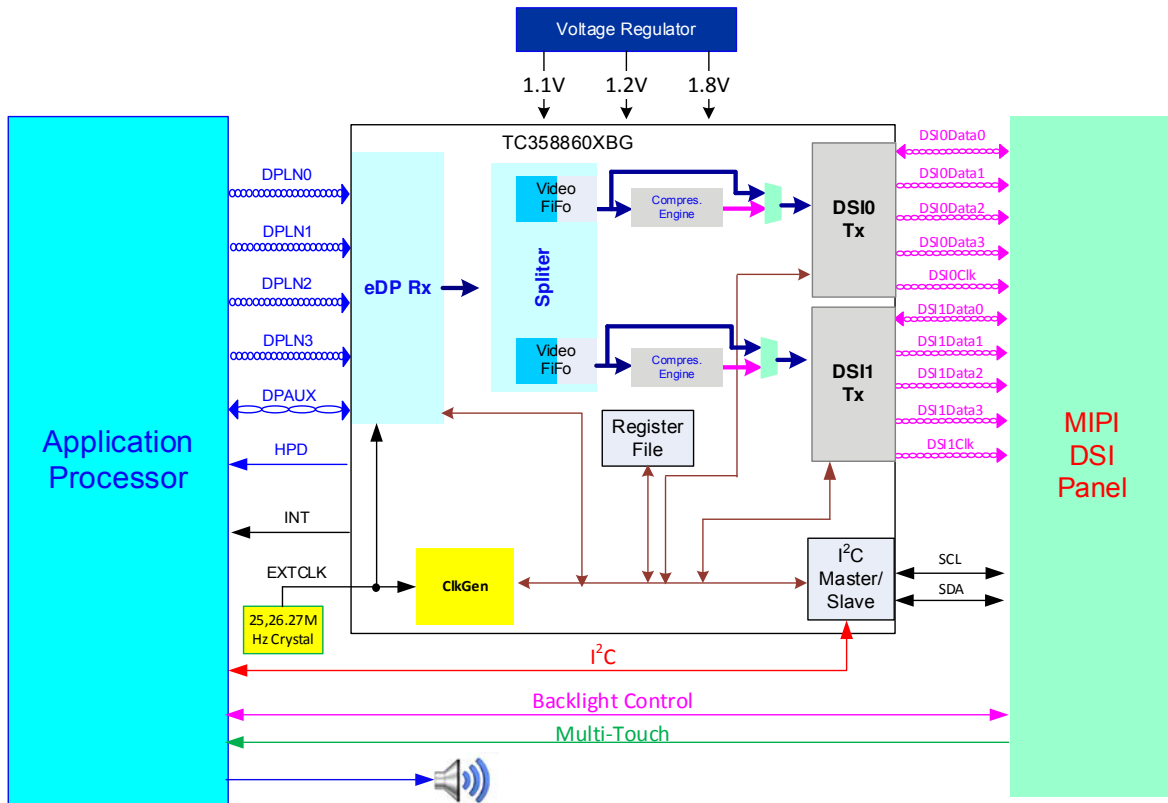 Voltage Regulator
1.1V
1.2V
1.8V
TC358860XBG
DPLN0
DPLN1
DPLN2
DPLN3
DPAUX
HPD
INT
EXTCLK
25,26.27M
Hz Crystal
Application
Processor
eDP Rx
Spliter
Video
FiFo
Compres.
Engine
Video
FiFo
Compres.
Engine
DSI0
Tx
DSI1
Tx
Register
File
ClkGen
I²C
Master/
Slave
DSI0Data0
DSI0Data1
DSI0Data2
DSI0Data3
DSI0Clk
DSI1Data0
DSI1Data1
DSI1Data2
DSI1Data3
DSI1Clk
SCL
SDA
MIPI
DSI
Panel
I²C
Backlight Control
Multi-Touch